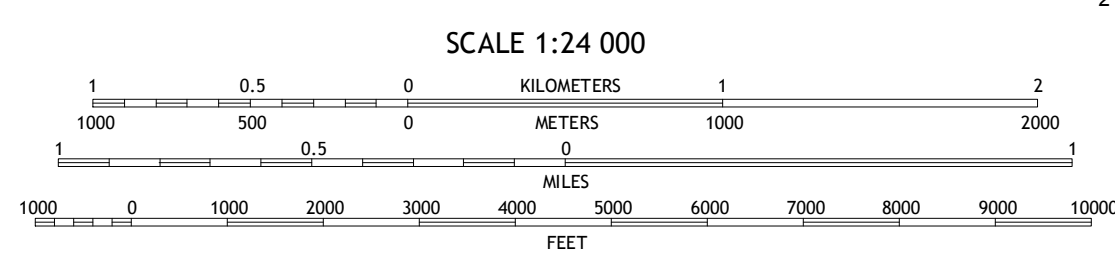 2
SCALE 1:24 000
1 0.5 0 KILOMETERS 1 2
1000 500 0 METERS 1000 2000
1 0.5 0 1
MILES
1000 0 1000 2000 3000 4000 5000 6000 7000 8000 9000 10000
FEET